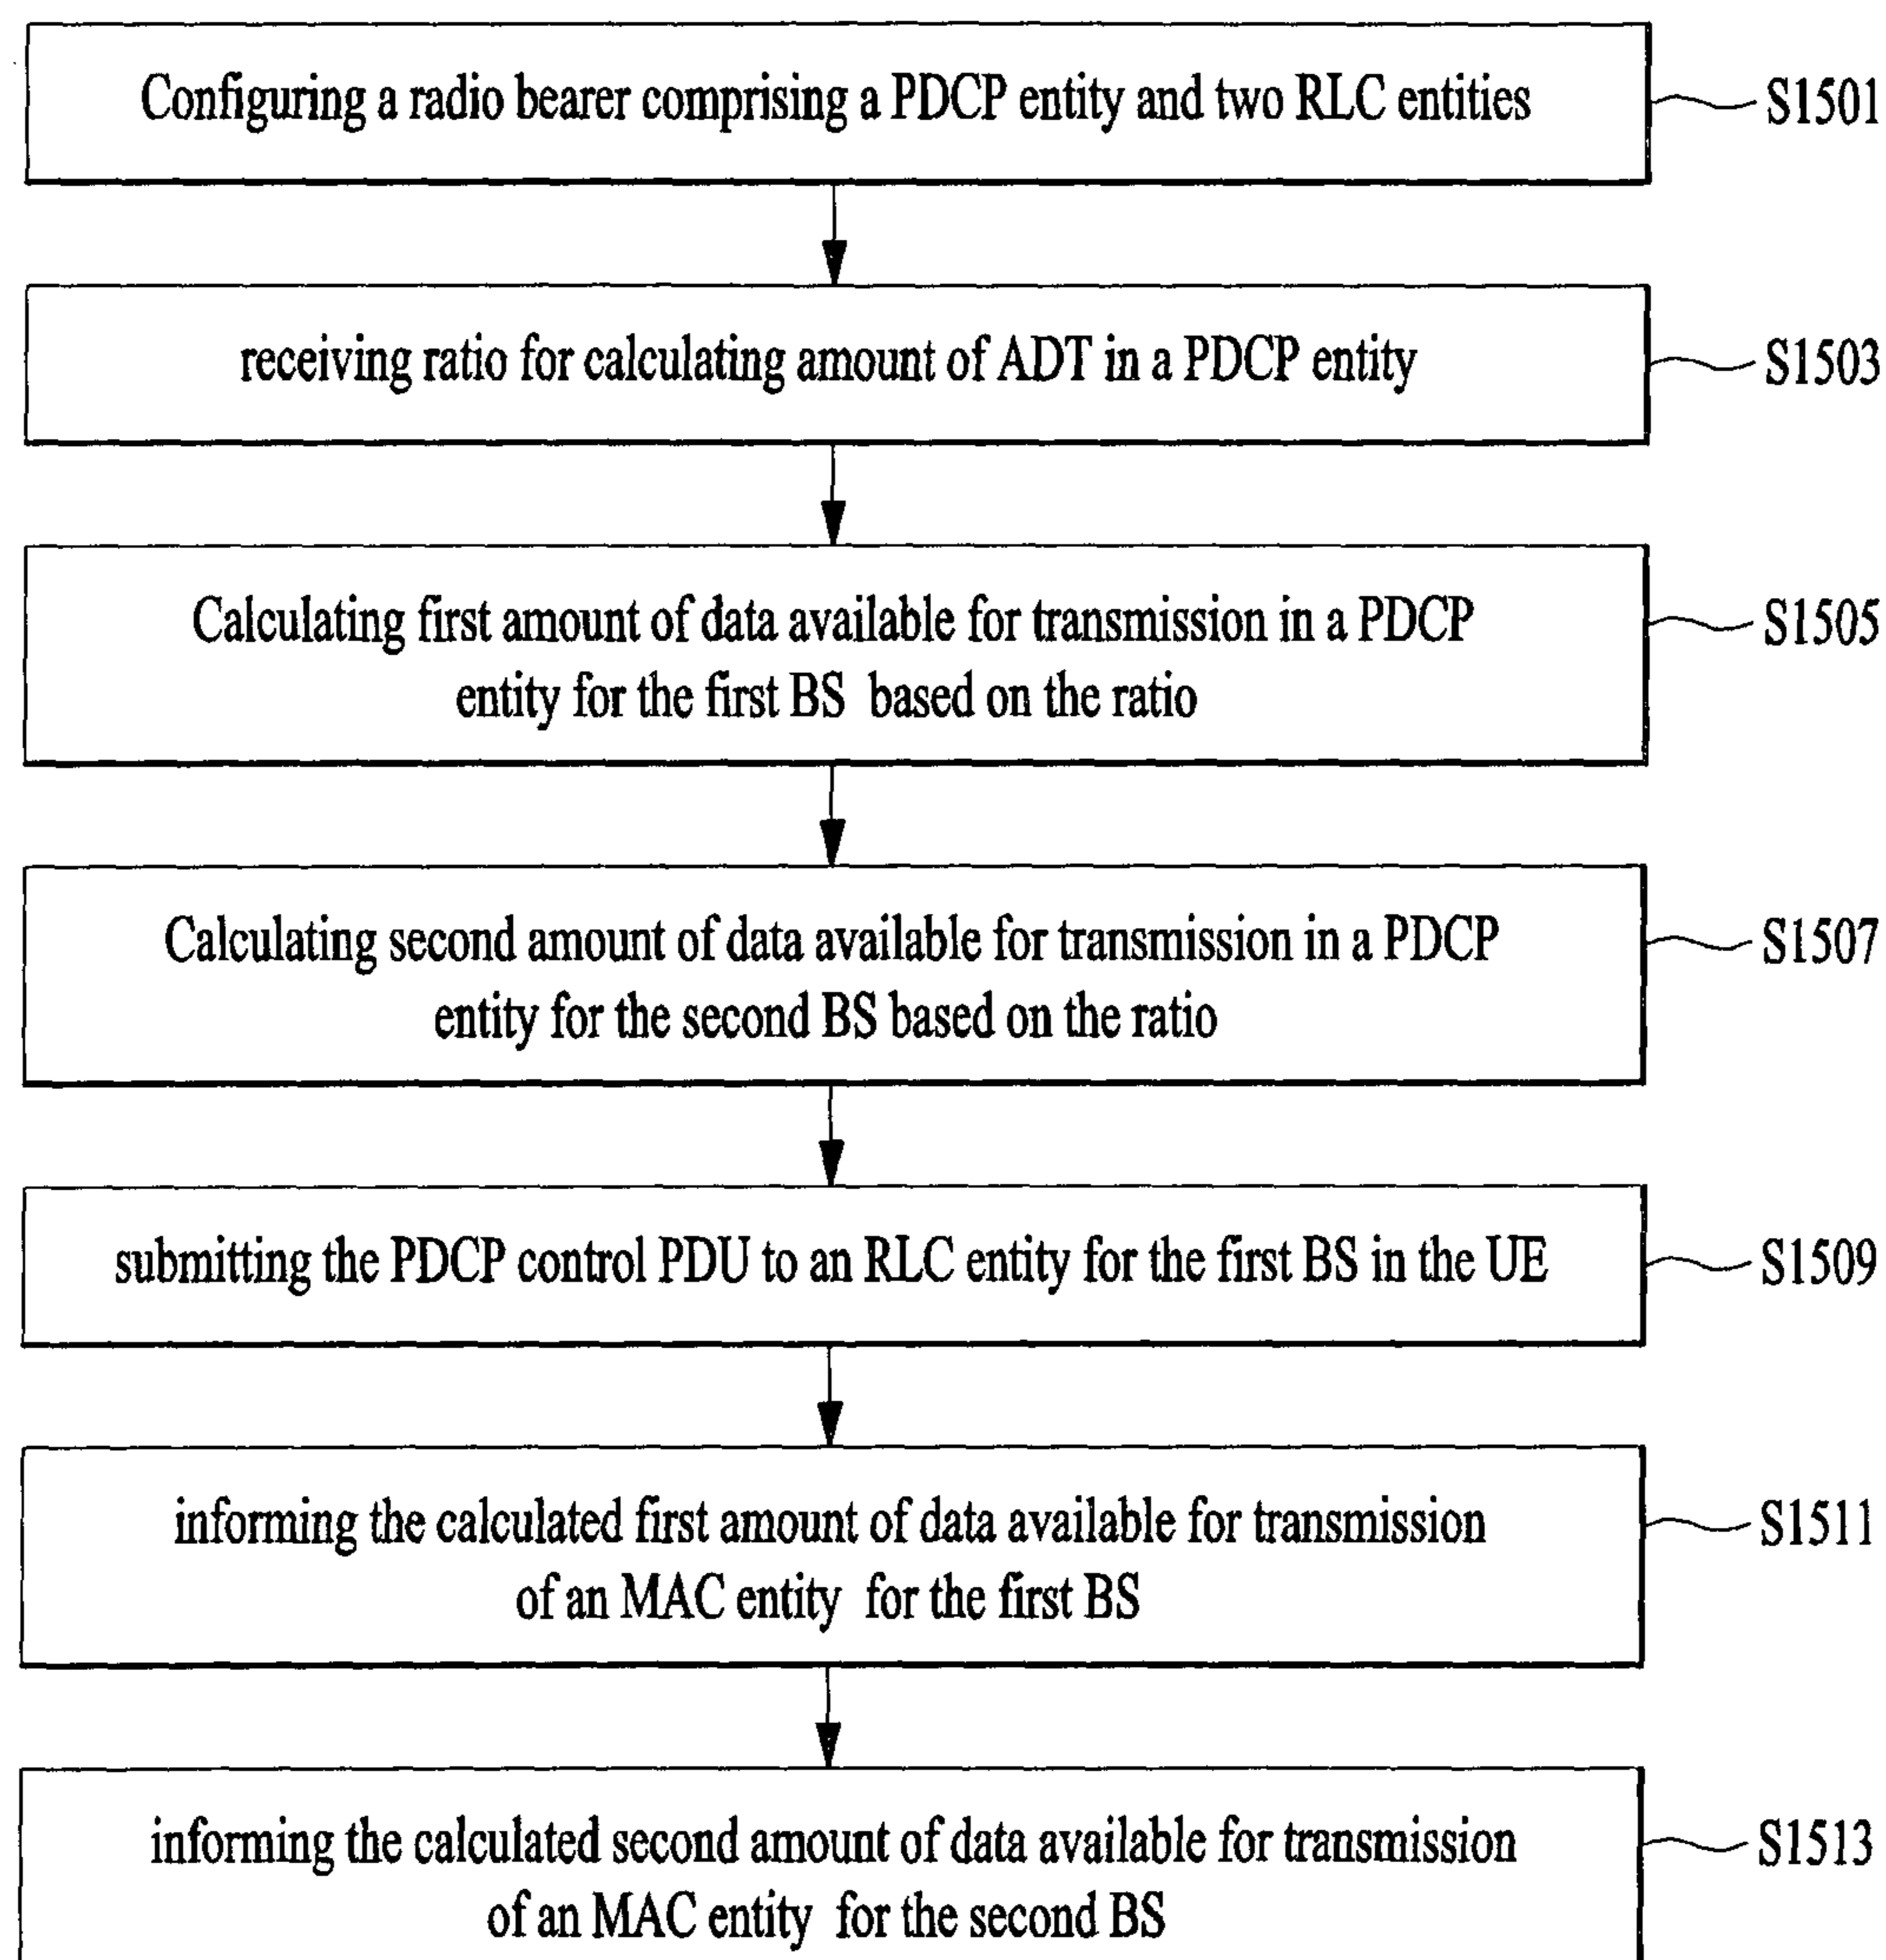 Configuring a radio bearer comprising a PDCP entity and two RLC entities
S1501
receiving ratio for calculating amount of ADT in a PDCP entity
S1503
Calculating first amount of data available for transmission in a PDCP
entity for the first BS based on the ratio
S1505
Calculating second amount of data available for transmission in a PDCP
entity for the second BS based on the ratio
S1507
submitting the PDCP control PDU to an RLC entity for the first BS in the UE
S1509
informing the calculated first amount of data available for transmission
of an MAC entity for the first BS
S1511
informing the calculated second amount of data available for transmission
of an MAC entity for the second BS
S1513